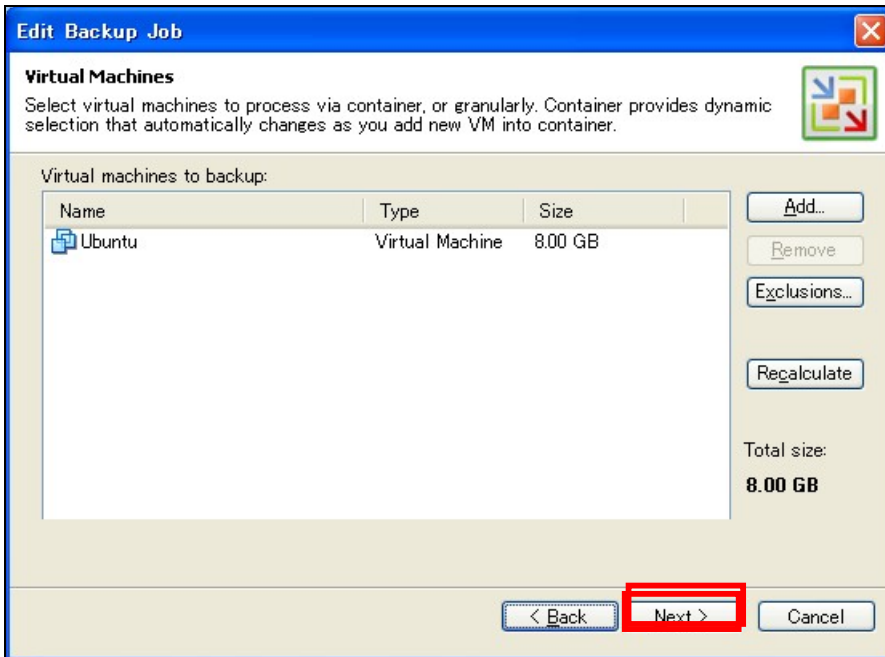 Edit Backup Job
Virtual Machines
Select virtual machines to process via container, or granularly. Container provides dynamic
selection that automatically changes as you add new VM into container.
Virtual machines to backup:
Name Type Size
Ubuntu Virtual Machine 8.00 GB
Add...
Remove
Exclusions...
Recalculate
Total size:
8.00 GB
< Back Next > Cancel